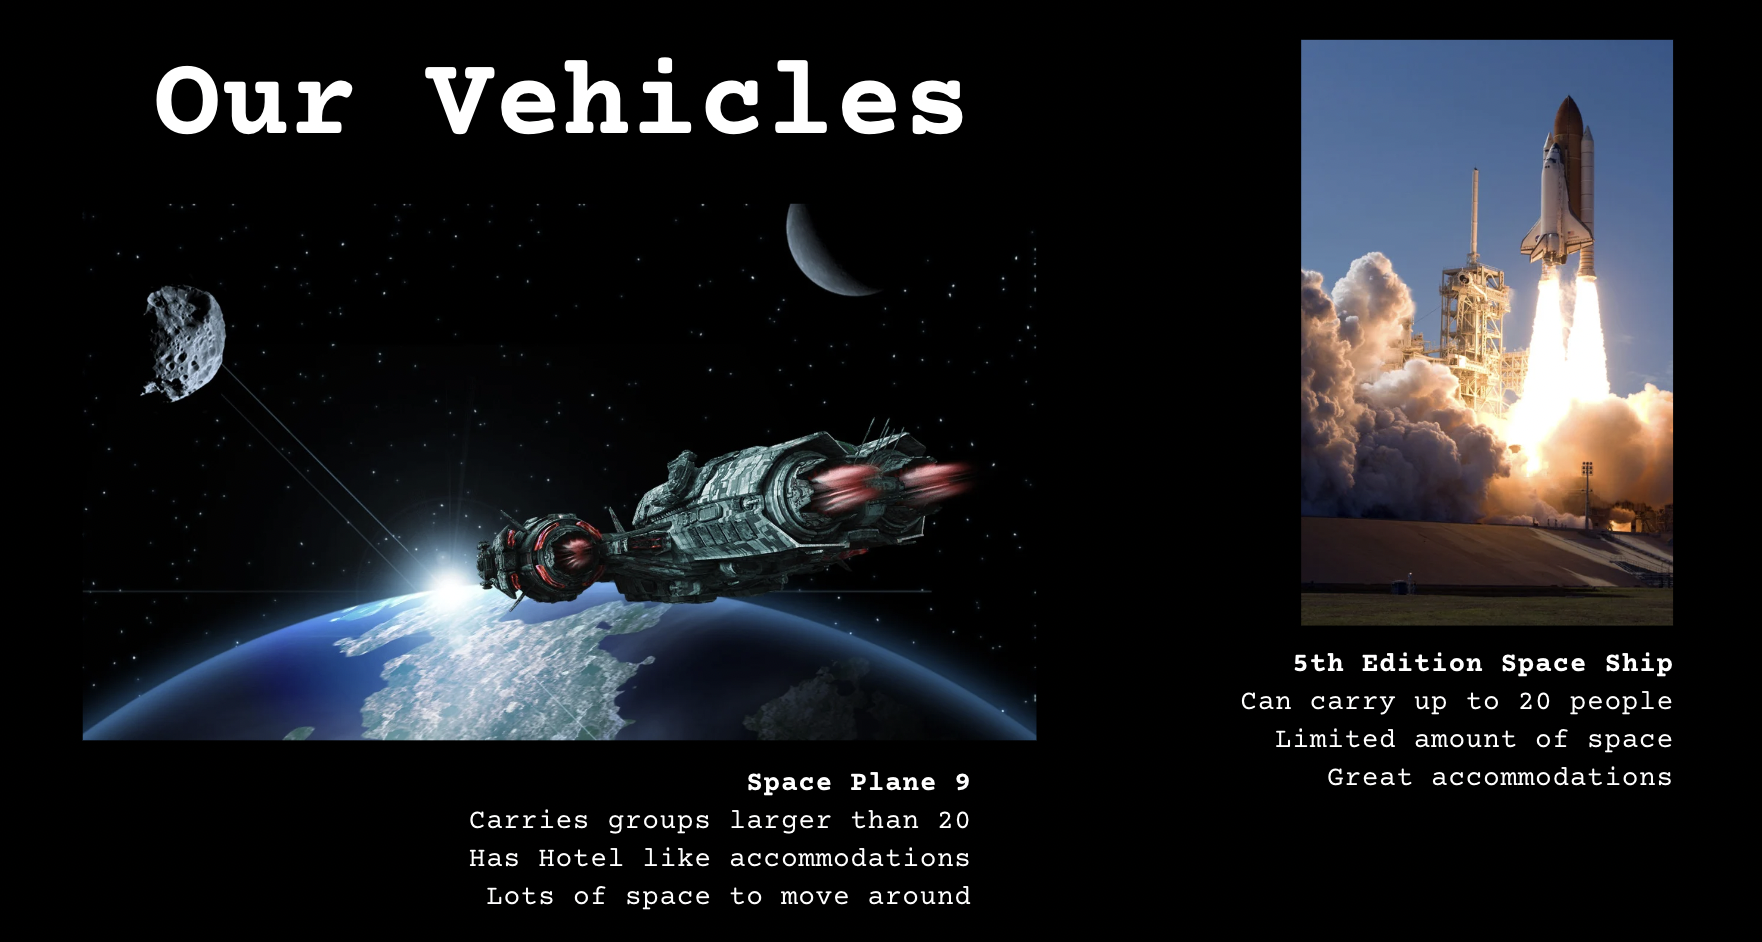 Our Vehicles
Space Plane 9
Carries groups larger than 20
Has Hotel like accommodations
Lots of space to move around
5th Edition Space Ship
Can carry up to 20 people
Limited amount of space
Great accommodations